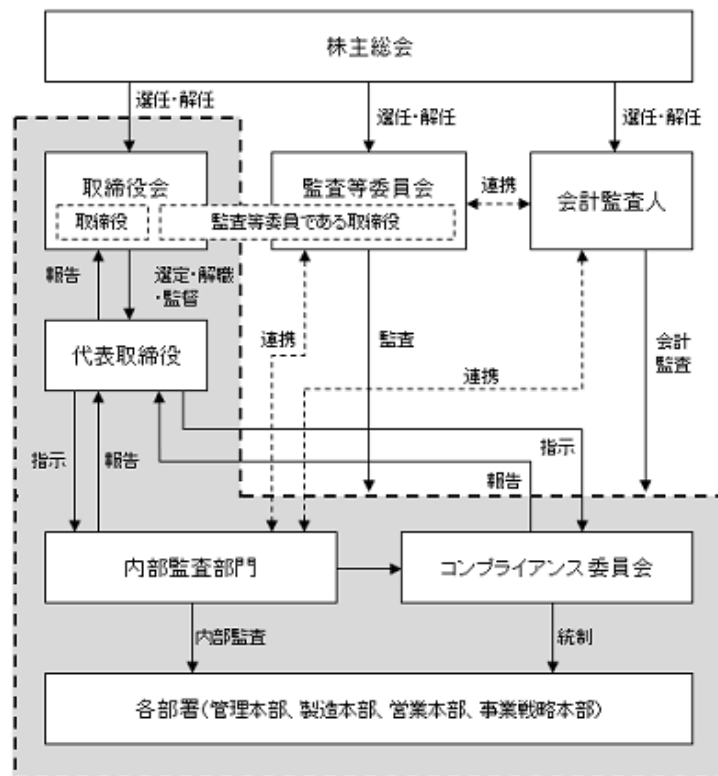 株主総会
選任・解任
選任・解任
選任・解任
取締役会
監査等委員会
連携
会計監査人
取締役
監査等委員である取締役
報告
選定・解職
・監督
連携
監査
連携
会計
監査
代表取締役
指示
報告
指示
報告
内部監査部門
コンプライアンス委員会
内部監査
統制
各部署(管理本部、製造本部、営業本部、事業戦略本部)